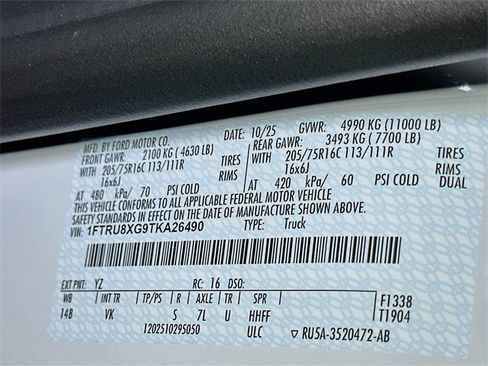 MFD. BY FORD MOTOR CO. DATE: 10/25 GVWR: 4990 KG (11000 LB)
FRONT GAWR: 2100 KG ( 4630 LB) REAR GAWR: 3493 KG ( 7700 LB)
WITH 205/75R16C 113/111R TIRES WITH 205/75R16C 113/111R TIRES
16x6J RIMS 16x6J RIMS
AT 480 kPa/ 70 PSI COLD AT 420 kPa/ 60 PSI COLD DUAL
THIS VEHICLE CONFORMS TO ALL APPLICABLE FEDERAL MOTOR VEHICLE
SAFETY STANDARDS IN EFFECT ON THE DATE OF MANUFACTURE SHOWN ABOVE.
VIN: 1FTRU8XG9TKA26490 TYPE: Truck
EXT PNT: YZ RC: 16 DSO:
WB INT TR TP/PS R AXLE TR SPR F1338
14B VK S 7L U HHFF T1904
1202510295050 ULC RU5A-3520472-AB